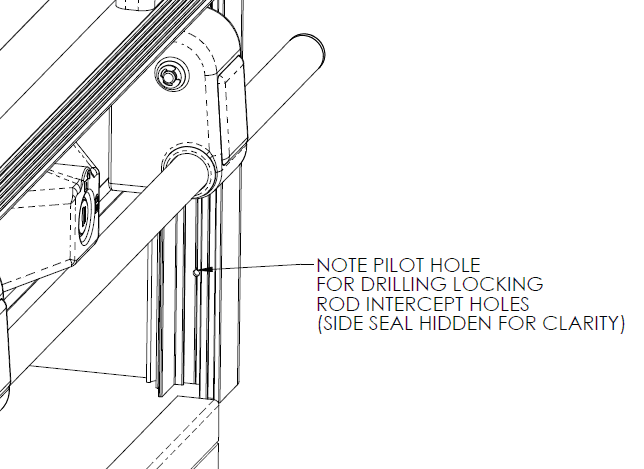 NOTE PILOT HOLE
FOR DRILLING LOCKING
ROD INTERCEPT HOLES
(SIDE SEAL HIDDEN FOR CLARITY)